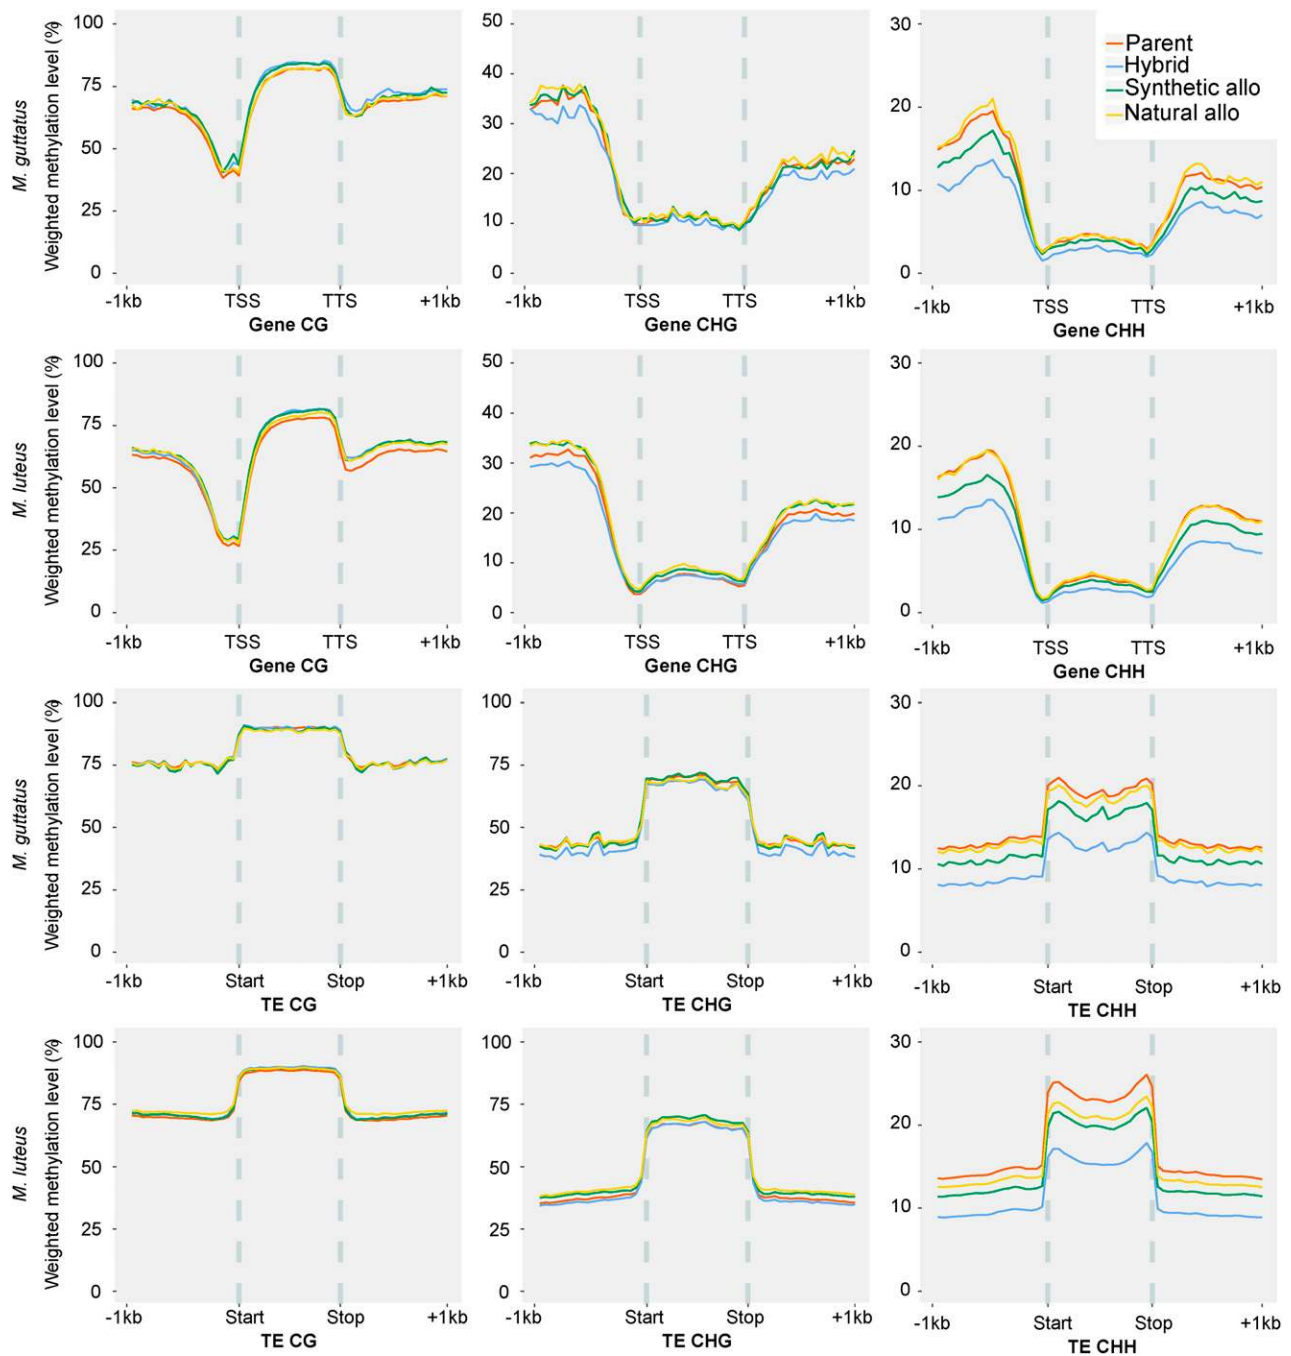 Parent
Hybrid
Synthetic allo
Natural allo
M. guttatus
Weighted methylation level (%)
100
75
50
25
0
-1kb TSS TTS +1kb
Gene CG
50
40
30
20
10
0
-1kb TSS TTS +1kb
Gene CHG
30
20
10
0
-1kb TSS TTS +1kb
Gene CHH
M. luteus
Weighted methylation level (%)
100
75
50
25
0
-1kb TSS TTS +1kb
Gene CG
50
40
30
20
10
0
-1kb TSS TTS +1kb
Gene CHG
30
20
10
0
-1kb TSS TTS +1kb
Gene CHH
M. guttatus
Weighted methylation level (%)
100
75
50
25
0
-1kb Start Stop +1kb
TE CG
100
75
50
25
0
-1kb Start Stop +1kb
TE CHG
30
20
10
0
-1kb Start Stop +1kb
TE CHH
M. luteus
Weighted methylation level (%)
100
75
50
25
0
-1kb Start Stop +1kb
TE CG
100
75
50
25
0
-1kb Start Stop +1kb
TE CHG
30
20
10
0
-1kb Start Stop +1kb
TE CHH